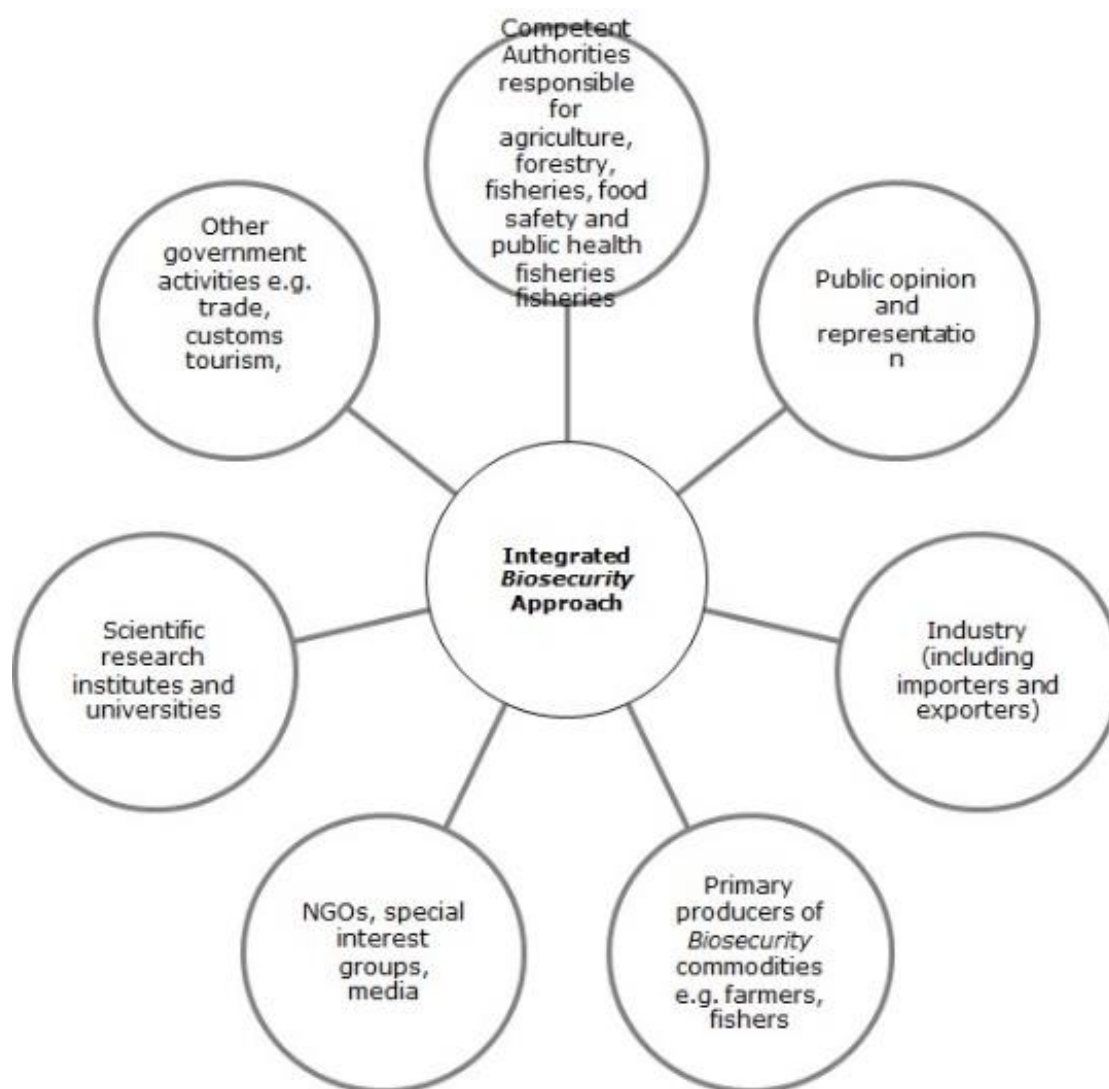 Competent
Authorities
responsible
for
agriculture,
forestry,
fisheries, food
safety and
public health
fisheries
fisheries
Public opinion
and
representatio
n
Industry
(including
importers and
exporters)
Primary
producers of
Biosecurity
commodities
e.g. farmers,
fishers
NGOs, special
interest
groups,
media
Scientific
research
institutes and
universities
Other
government
activities e.g.
trade,
customs
tourism,
Integrated
Biosecurity
Approach